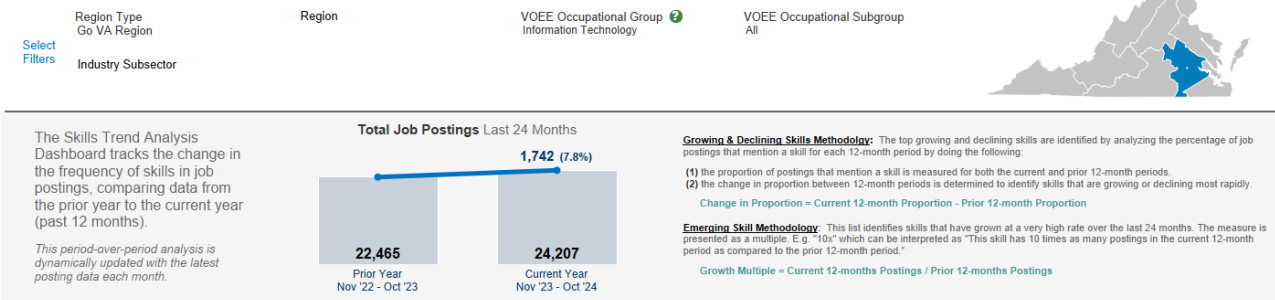 Region Type
Go VA Region
Region
VOEE Occupational Group ?
Information Technology
VOEE Occupational Subgroup
All
Select
Filters
Industry Subsector
The Skills Trend Analysis
Dashboard tracks the change in
the frequency of skills in job
postings, comparing data from
the prior year to the current year
(past 12 months).
This period-over-period analysis is
dynamically updated with the latest
posting data each month.
Total Job Postings Last 24 Months
1,742 (7.8%)
22,465
24,207
Prior Year
Nov '22 - Oct '23
Current Year
Nov '23 - Oct '24
Growing & Declining Skills Methodolgy: The top growing and declining skills are identified by analyzing the percentage of job
postings that mention a skill for each 12-month period by doing the following:
(1) the proportion of postings that mention a skill is measured for both the current and prior 12-month periods.
(2) the change in proportion between 12-month periods is determined to identify skills that are growing or declining most rapidly.
Change in Proportion = Current 12-month Proportion - Prior 12-month Proportion
Emerging Skill Methodology: This list identifies skills that have grown at a very high rate over the last 24 months. The measure is
presented as a multiple. E.g. "10x" which can be interpreted as "This skill has 10 times as many postings in the current 12-month
period as compared to the prior 12-month period."
Growth Multiple = Current 12-months Postings / Prior 12-months Postings